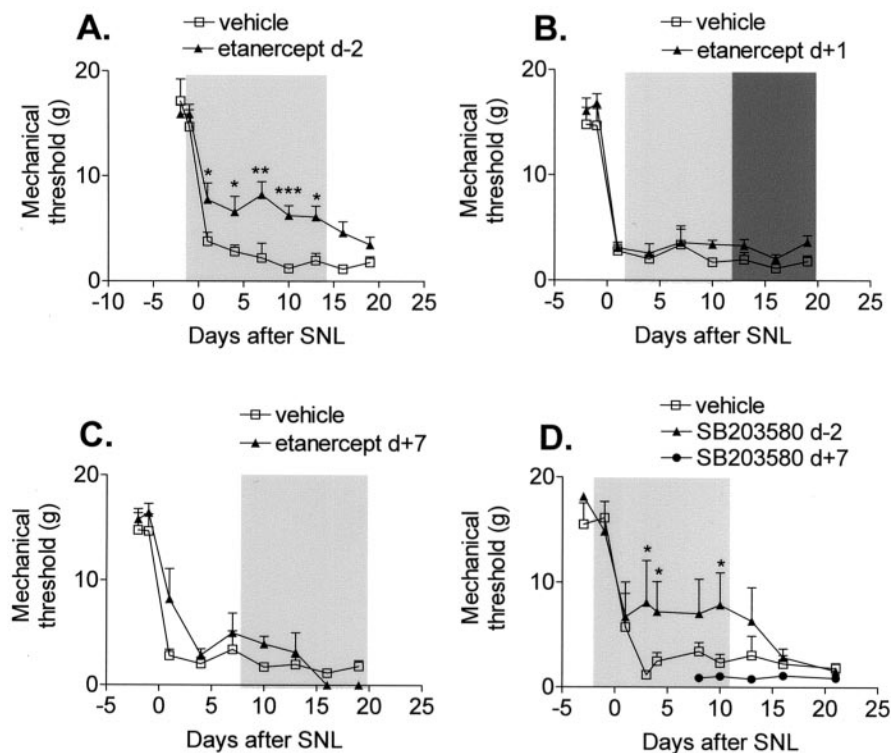 A.
vehicle
etanercept d-2
Mechanical
threshold (g)
20
10
0
* * ** *** *
-10 -5 0 5 10 15 20 25
Days after SNL
B.
vehicle
etanercept d+1
Mechanical
threshold (g)
20
10
0
-5 0 5 10 15 20 25
Days after SNL
C.
vehicle
etanercept d+7
Mechanical
threshold (g)
20
10
0
-5 0 5 10 15 20 25
Days after SNL
D.
vehicle
SB203580 d-2
SB203580 d+7
Mechanical
threshold (g)
20
10
0
* * *
-5 0 5 10 15 20 25
Days after SNL